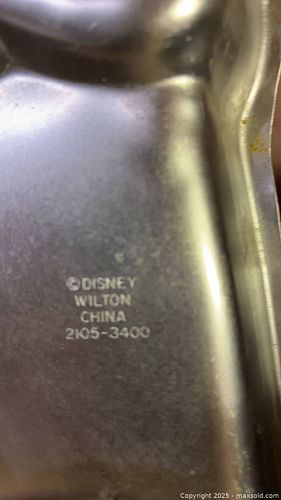 ©DISNEY
WILTON
CHINA
2105-3400
Copyright 2025 - maxsold.com